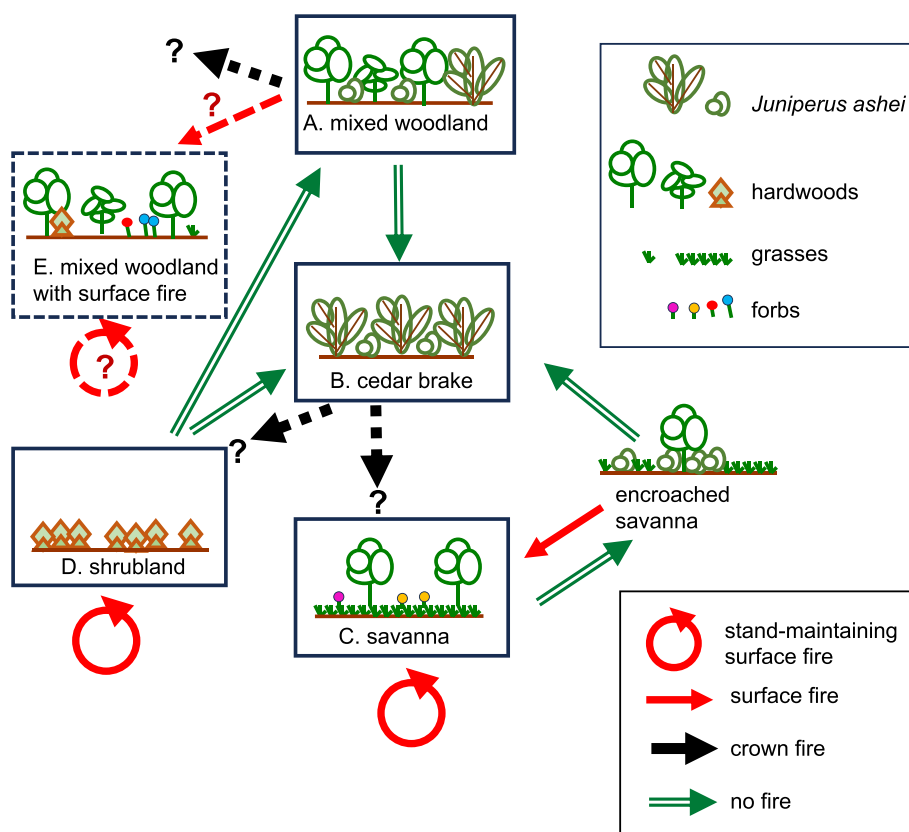 ?
?
A. mixed woodland
E. mixed woodland
with surface fire
?
B. cedar brake
?
?
D. shrubland
C. savanna
encroached
savanna
Juniperus ashei
hardwoods
grasses
forbs
stand-maintaining
surface fire
surface fire
crown fire
no fire